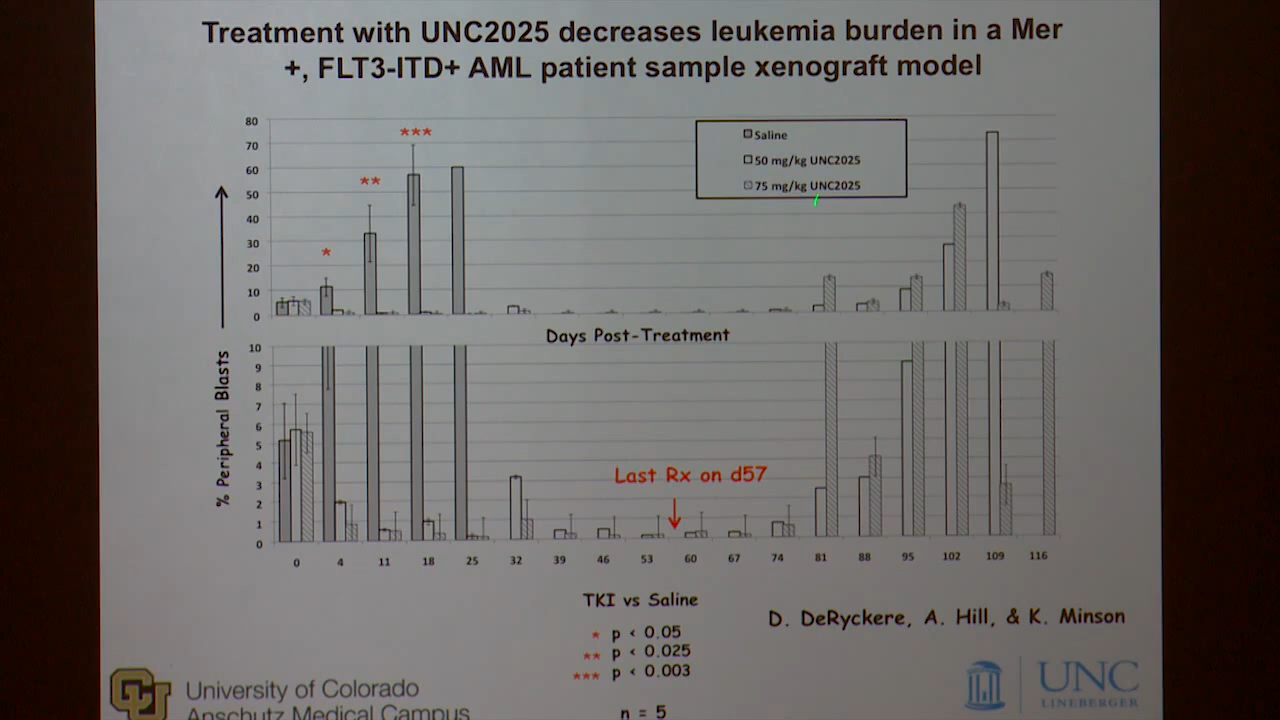 Treatment with UNC2025 decreases leukemia burden in a Mer
+, FLT3-ITD+ AML patient sample xenograft model
80
70
60
50
40
30
20
10
0
***
**
*
Saline
50 mg/kg UNC2025
75 mg/kg UNC2025
Days Post-Treatment
% Peripheral Blasts
10
9
8
7
6
5
4
3
2
1
0
Last Rx on d57
0 4 11 18 25 32 39 46 53 60 67 74 81 88 95 102 109 116
TKI vs Saline
* p < 0.05
** p < 0.025
*** p < 0.003
n = 5
D. DeRyckere, A. Hill, & K. Minson
CU
University of Colorado
Anschutz Medical Campus
UNC
LINEBERGER